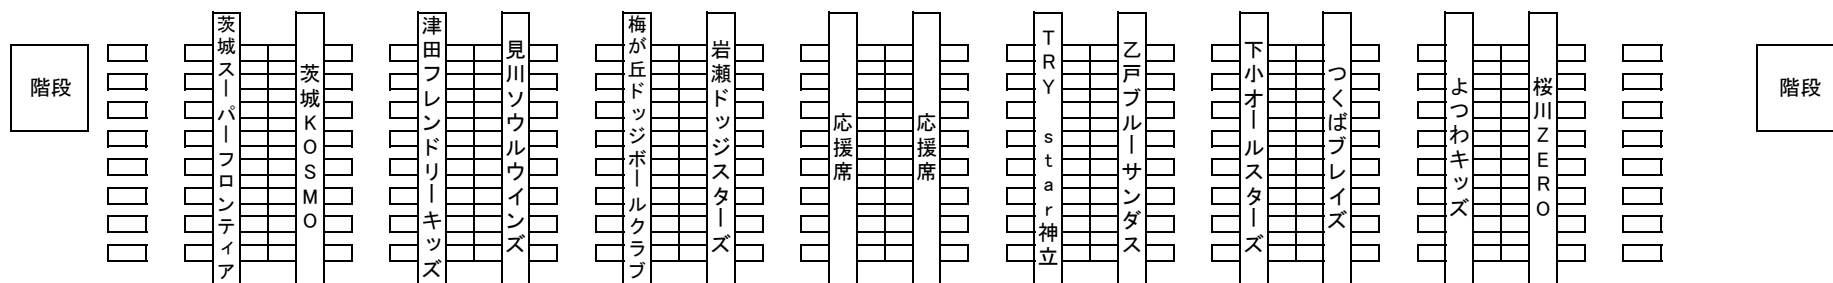 階段
茨城スーパーフロンティア
茨城KOSMO
津田フレンドリーキッズ
見川ソウルウインズ
梅が丘ドッジボールクラブ
岩瀬ドッジスターズ
応援席
応援席
TRY star神立
乙戸ブルーサンダス
下小オールスターズ
つくばブレイズ
よつわキッズ
桜川ZERO
階段